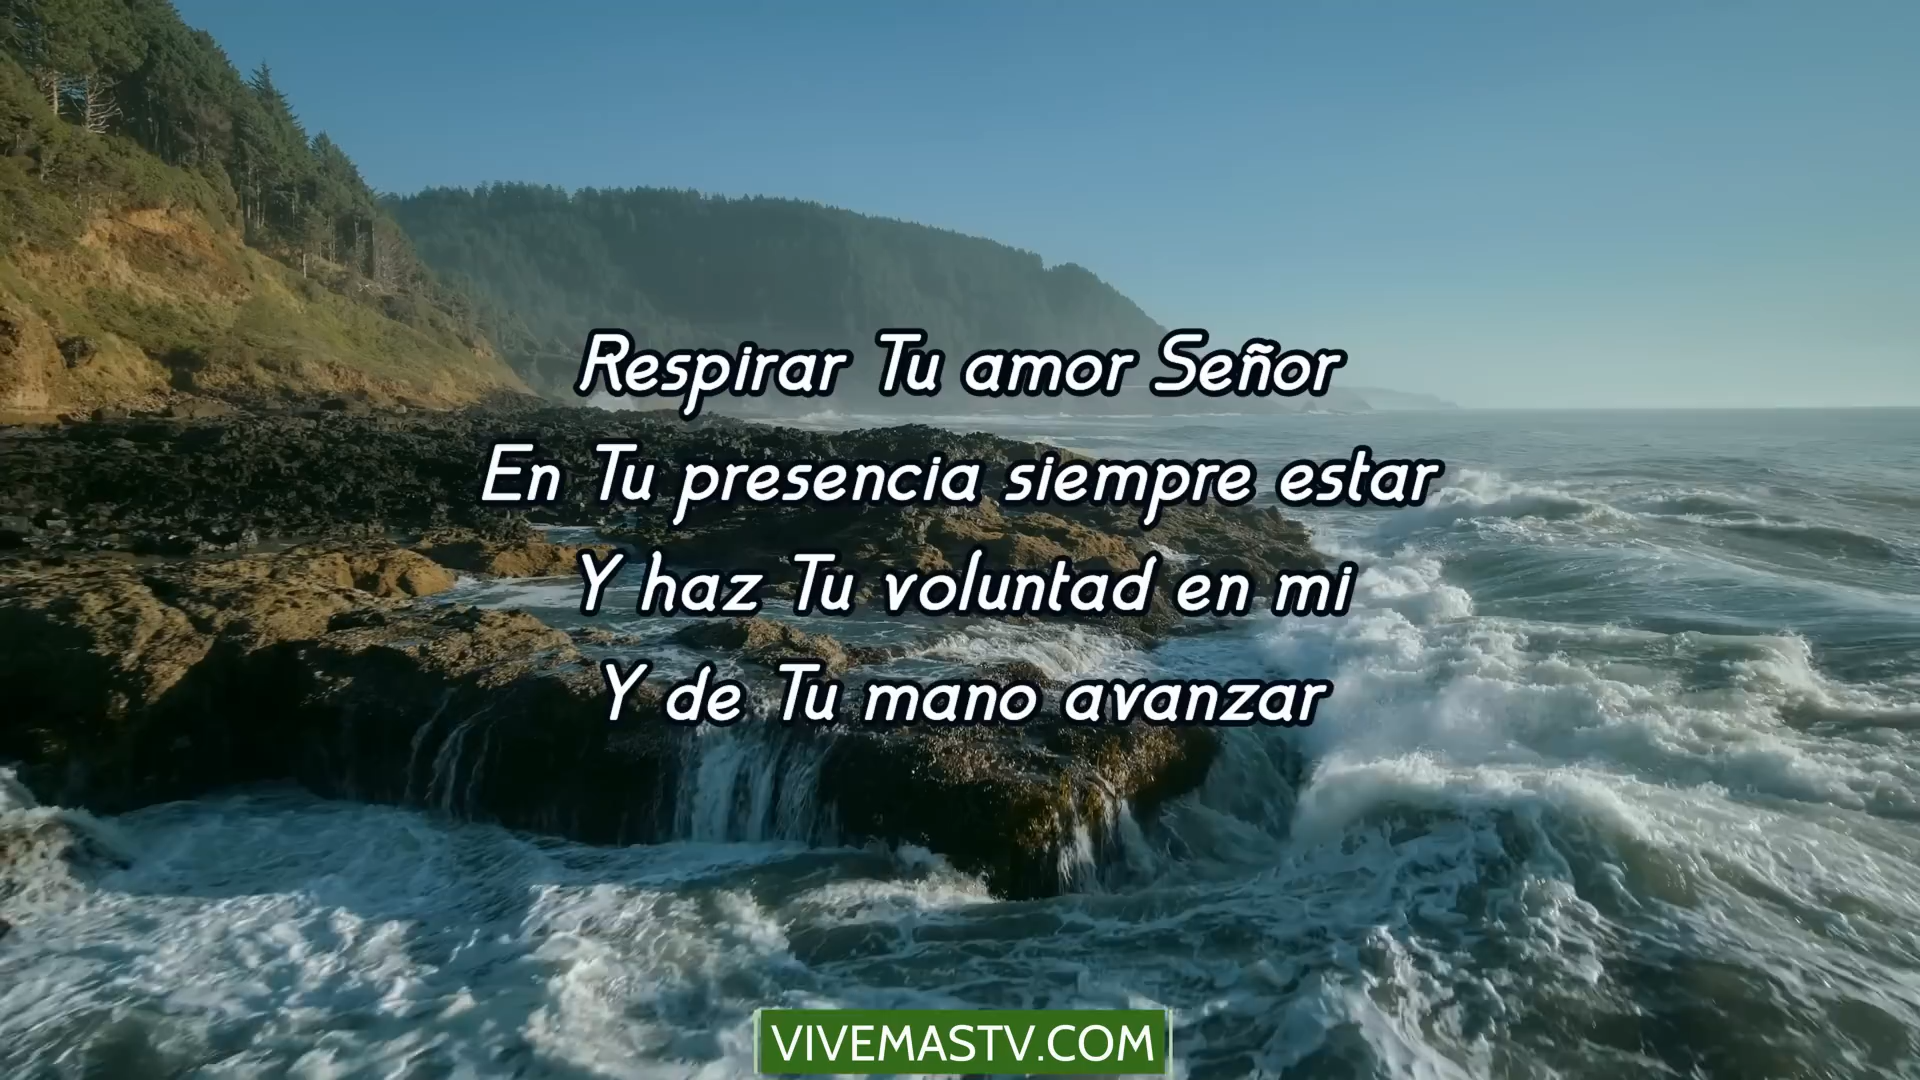 Respirar Tu amor Señor
En Tu presencia siempre estar
Y haz Tu voluntad en mi
Y de Tu mano avanzar
VIVEMASTV.COM